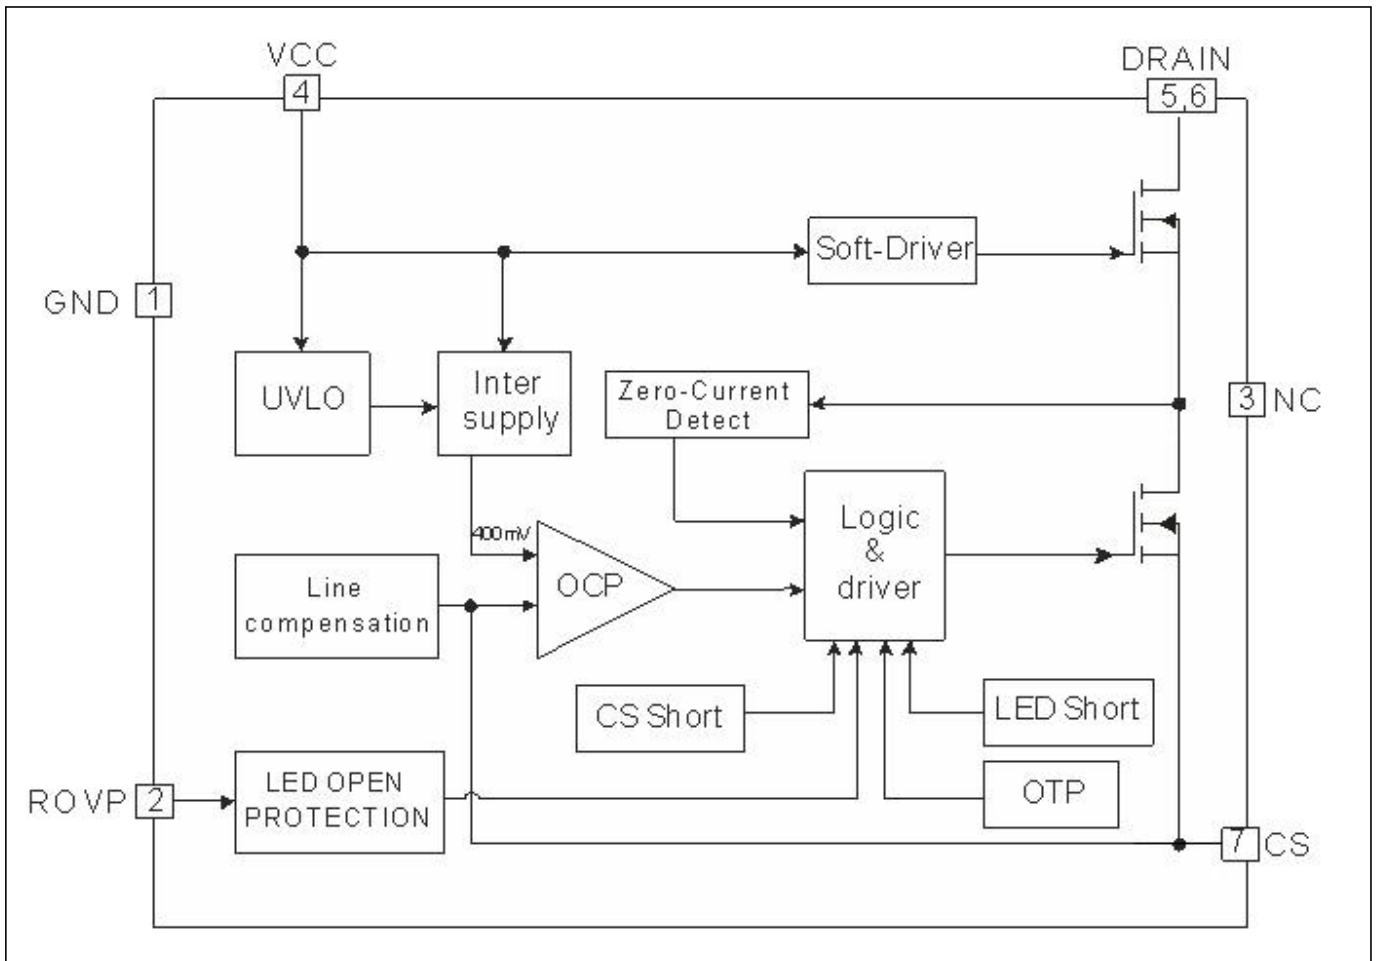 VCC
4
DRAIN
5,6
Soft-Driver
GND
1
UVLO
Inter
supply
Zero-Current
Detect
3
NC
Logic
&
driver
400mV
OCP
Line
compensation
CS Short
LED Short
ROVP
2
LED OPEN
PROTECTION
OTP
7
CS